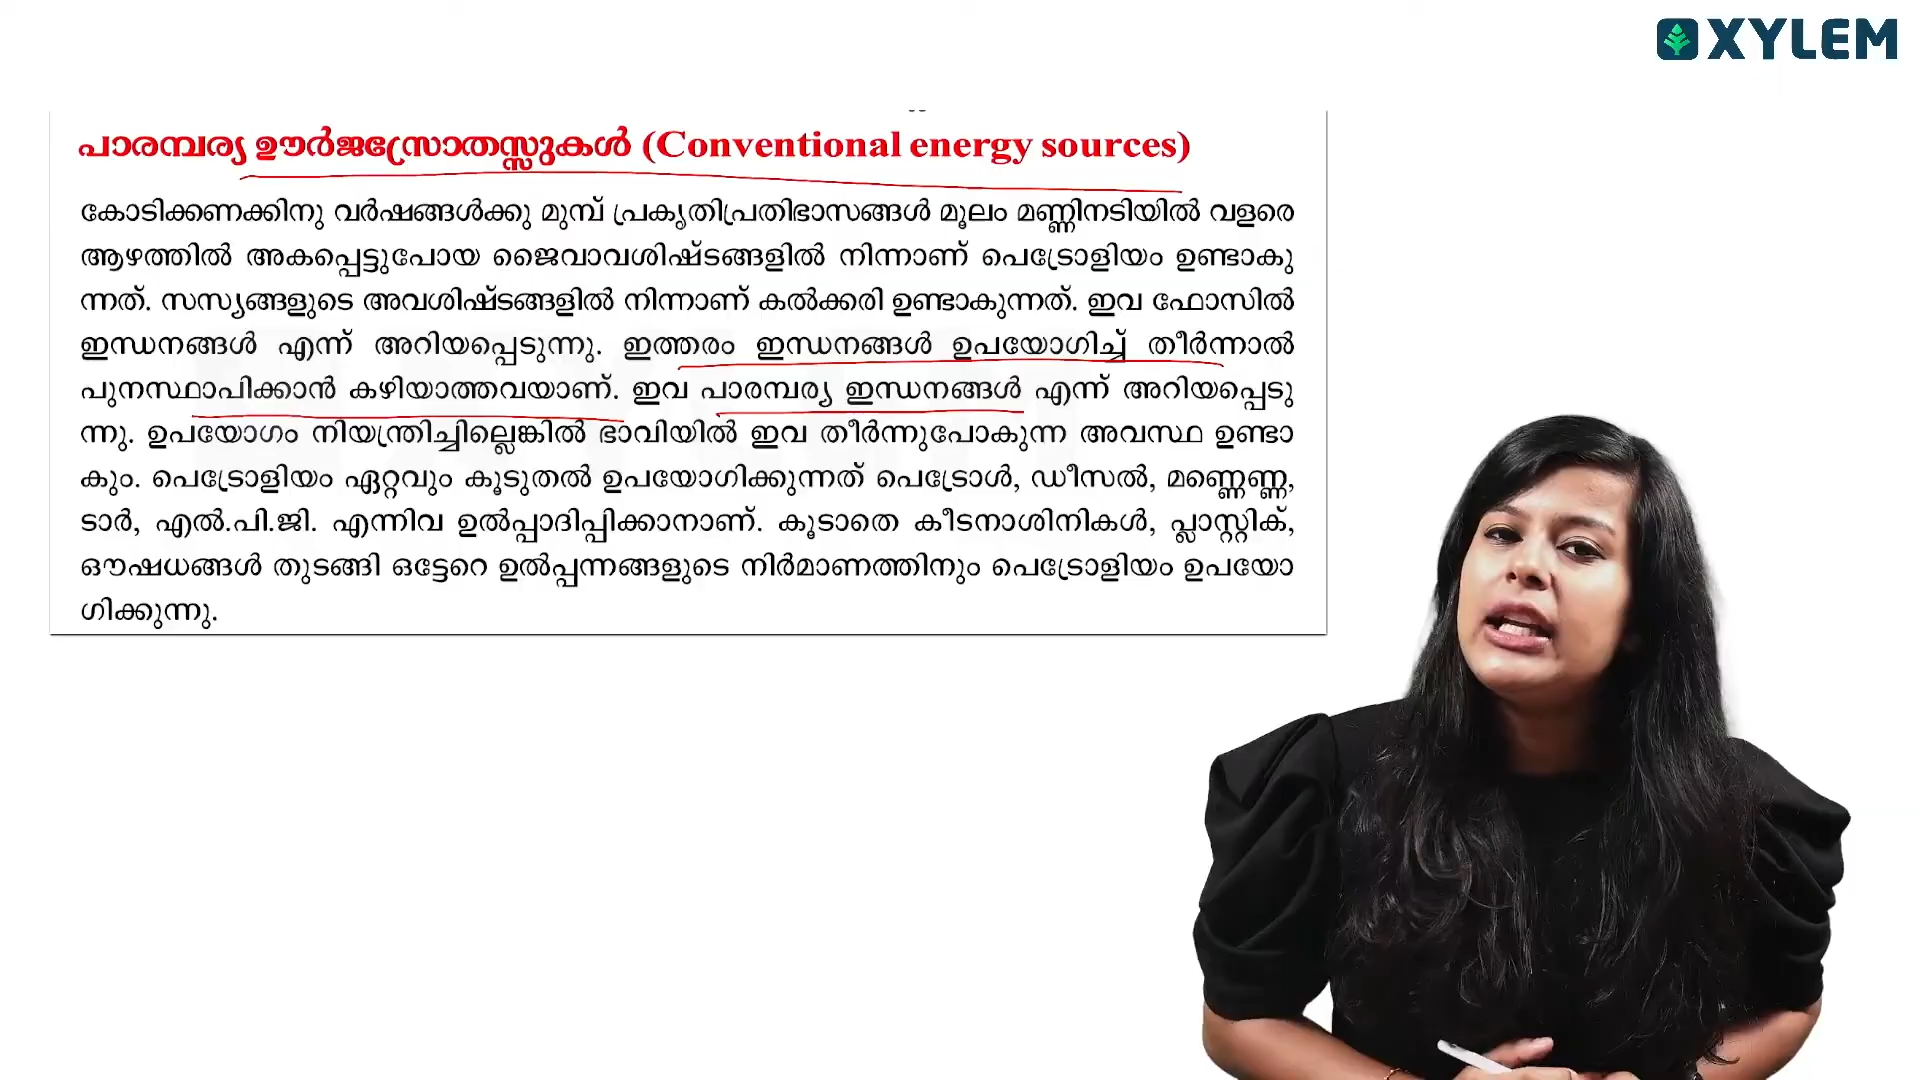 XYLEM
പാരമ്പര്യ ഊർജസ്രോതസ്സുകൾ (Conventional energy sources)
കോടിക്കണക്കിനു വർഷങ്ങൾക്കു മുമ്പ് പ്രകൃതിപ്രതിഭാസങ്ങൾ മൂലം മണ്ണിനടിയിൽ വളരെ
ആഴത്തിൽ അകപ്പെട്ടുപോയ ജൈവാവശിഷ്ടങ്ങളിൽ നിന്നാണ് പെട്രോളിയം ഉണ്ടാകു
ന്നത്. സസ്യങ്ങളുടെ അവശിഷ്ടങ്ങളിൽ നിന്നാണ് കൽക്കരി ഉണ്ടാകുന്നത്. ഇവ ഫോസിൽ
ഇന്ധനങ്ങൾ എന്ന് അറിയപ്പെടുന്നു. ഇത്തരം ഇന്ധനങ്ങൾ ഉപയോഗിച്ച് തീർന്നാൽ
പുനസ്ഥാപിക്കാൻ കഴിയാത്തവയാണ്. ഇവ പാരമ്പര്യ ഇന്ധനങ്ങൾ എന്ന് അറിയപ്പെടു
ന്നു. ഉപയോഗം നിയന്ത്രിച്ചില്ലെങ്കിൽ ഭാവിയിൽ ഇവ തീർന്നുപോകുന്ന അവസ്ഥ ഉണ്ടാ
കും. പെട്രോളിയം ഏറ്റവും കൂടുതൽ ഉപയോഗിക്കുന്നത് പെട്രോൾ, ഡീസൽ, മണ്ണെണ്ണ,
ടാർ, എൽ.പി.ജി. എന്നിവ ഉൽപ്പാദിപ്പിക്കാനാണ്. കൂടാതെ കീടനാശിനികൾ, പ്ലാസ്റ്റിക്,
ഔഷധങ്ങൾ തുടങ്ങി ഒട്ടേറെ ഉൽപ്പന്നങ്ങളുടെ നിർമാണത്തിനും പെട്രോളിയം ഉപയോ
ഗിക്കുന്നു.